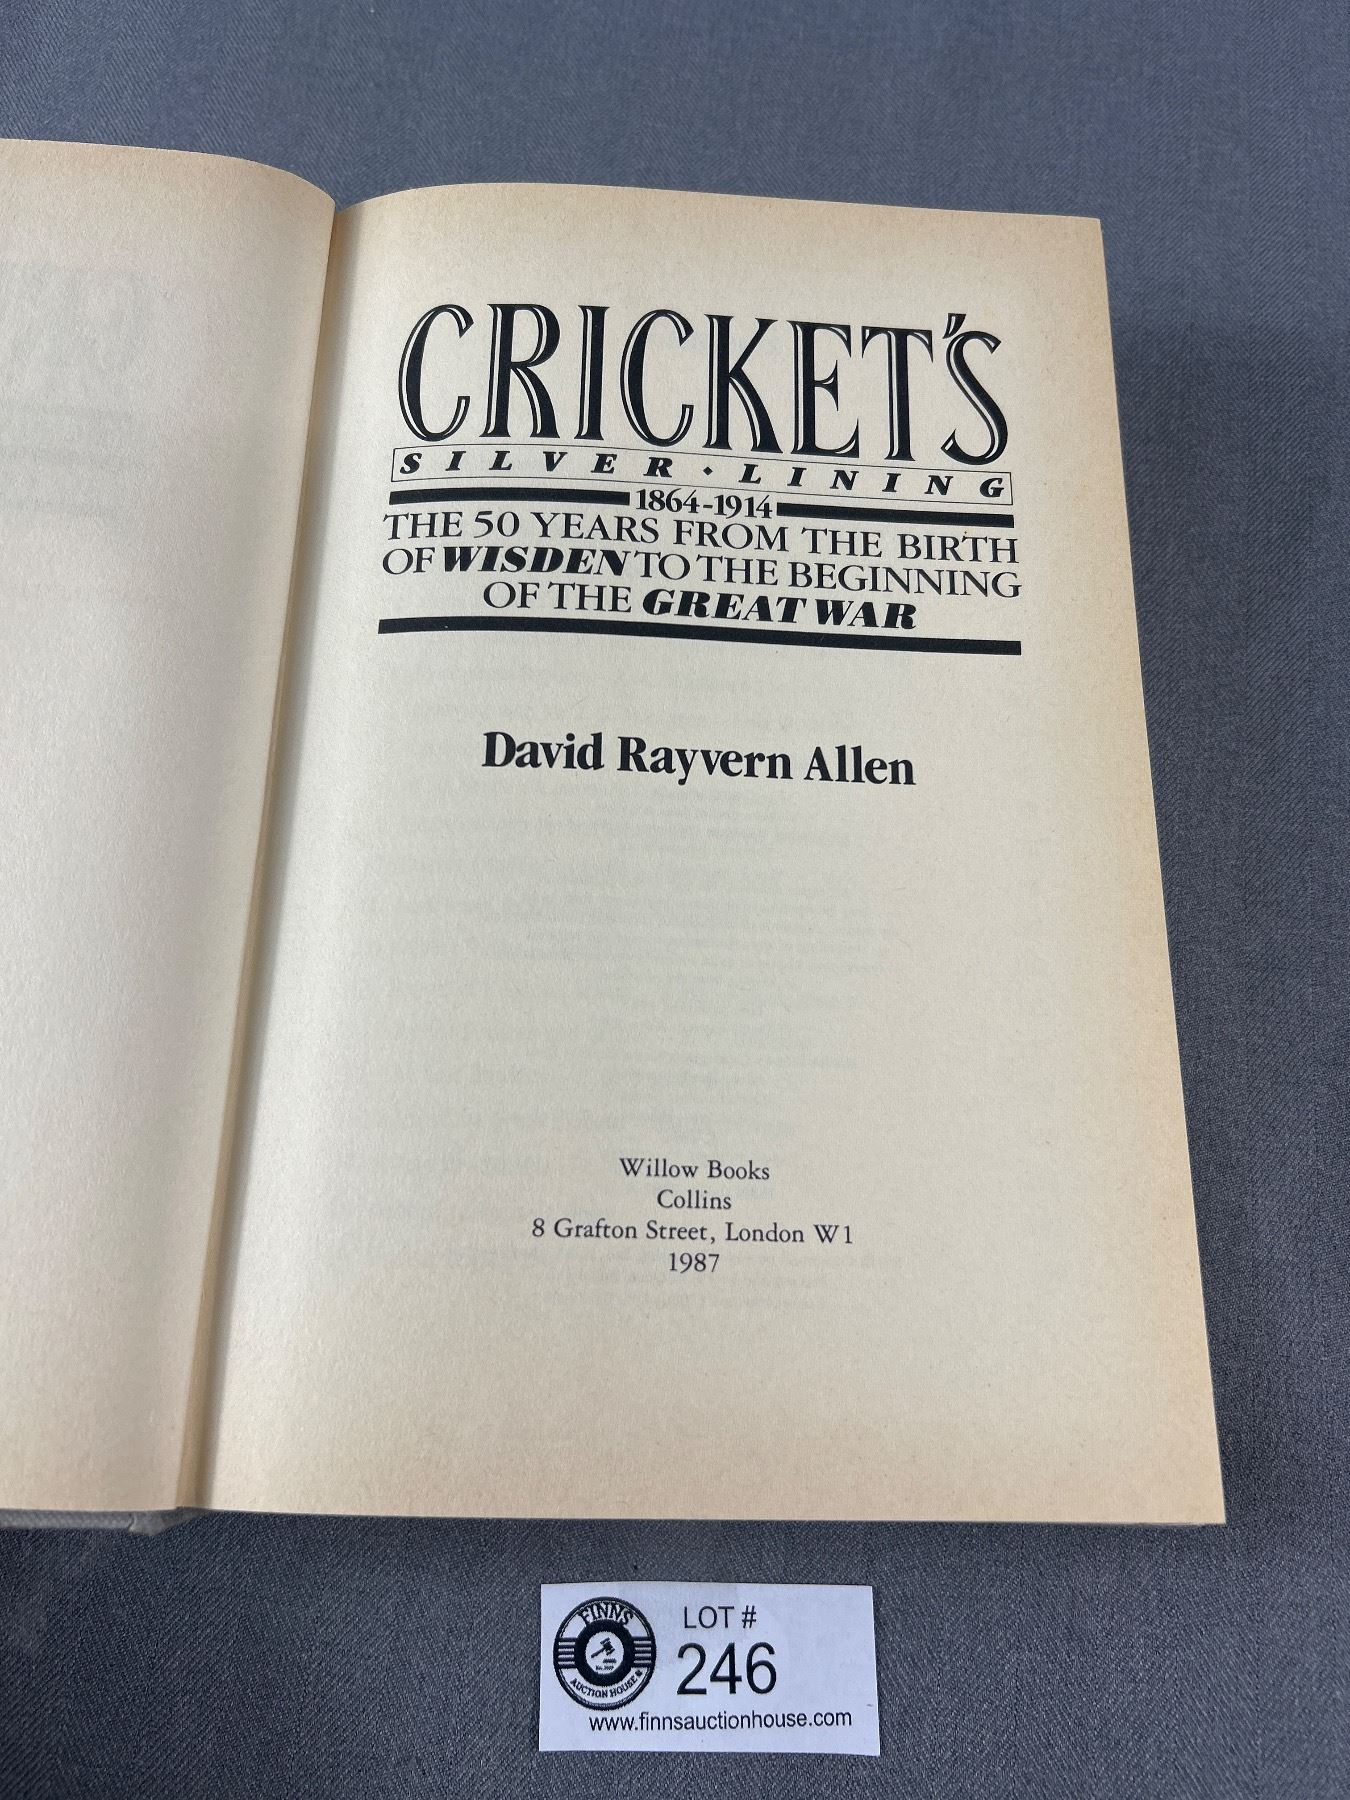 CRICKET'S
SILVER · LINING
1864-1914
THE 50 YEARS FROM THE BIRTH
OF WISDEN TO THE BEGINNING
OF THE GREAT WAR
David Rayvern Allen
Willow Books
Collins
8 Grafton Street, London W1
1987
FINNS
AUCTION HOUSE
LOT #
246
www.finnsauctionhouse.com